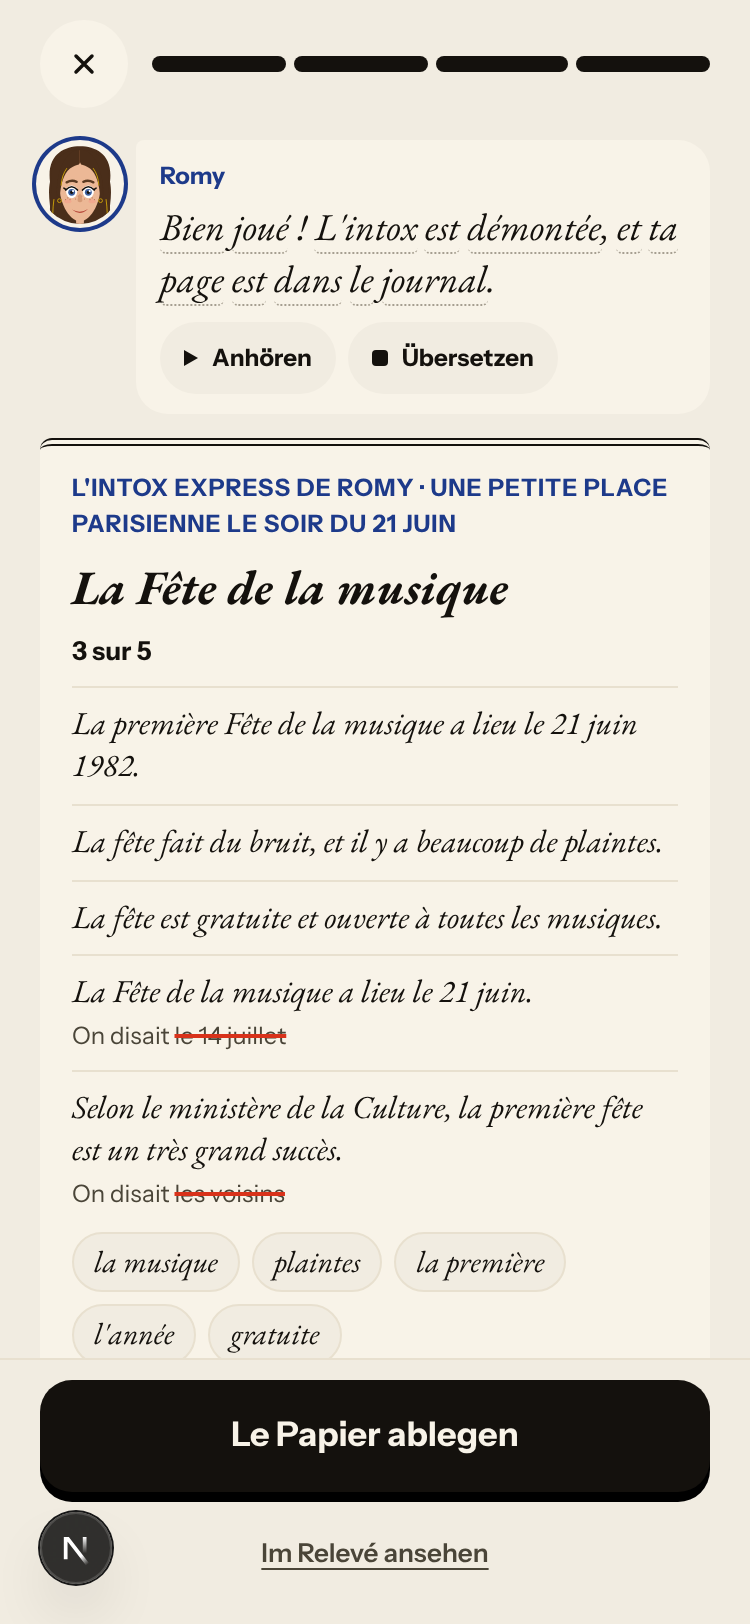 Romy
Bien joué ! L'intox est démontée, et ta
page est dans le journal.
Anhören
Übersetzen
L'INTOX EXPRESS DE ROMY · UNE PETITE PLACE
PARISIENNE LE SOIR DU 21 JUIN
La Fête de la musique
3 sur 5
La première Fête de la musique a lieu le 21 juin
1982.
La fête fait du bruit, et il y a beaucoup de plaintes.
La fête est gratuite et ouverte à toutes les musiques.
La Fête de la musique a lieu le 21 juin.
On disait le 14 juillet
Selon le ministère de la Culture, la première fête
est un très grand succès.
On disait les voisins
la musique
plaintes
la première
l'année
gratuite
Le Papier ablegen
N
Im Relevé ansehen